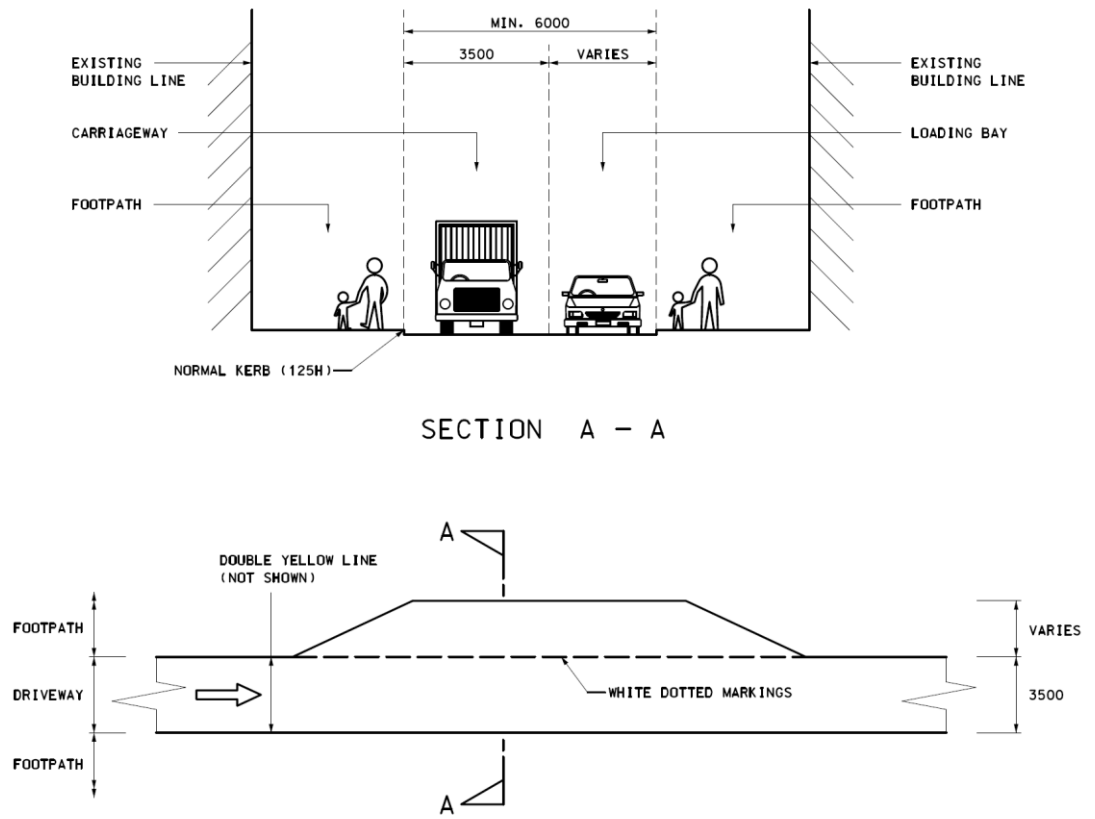 MIN. 6000
3500
VARIES
EXISTING
BUILDING LINE
EXISTING
BUILDING LINE
CARRIAGEWAY
LOADING BAY
FOOTPATH
FOOTPATH
NORMAL KERB (125H)
SECTION A - A
A
DOUBLE YELLOW LINE
(NOT SHOWN)
FOOTPATH
VARIES
DRIVEWAY
WHITE DOTTED MARKINGS
3500
FOOTPATH
A